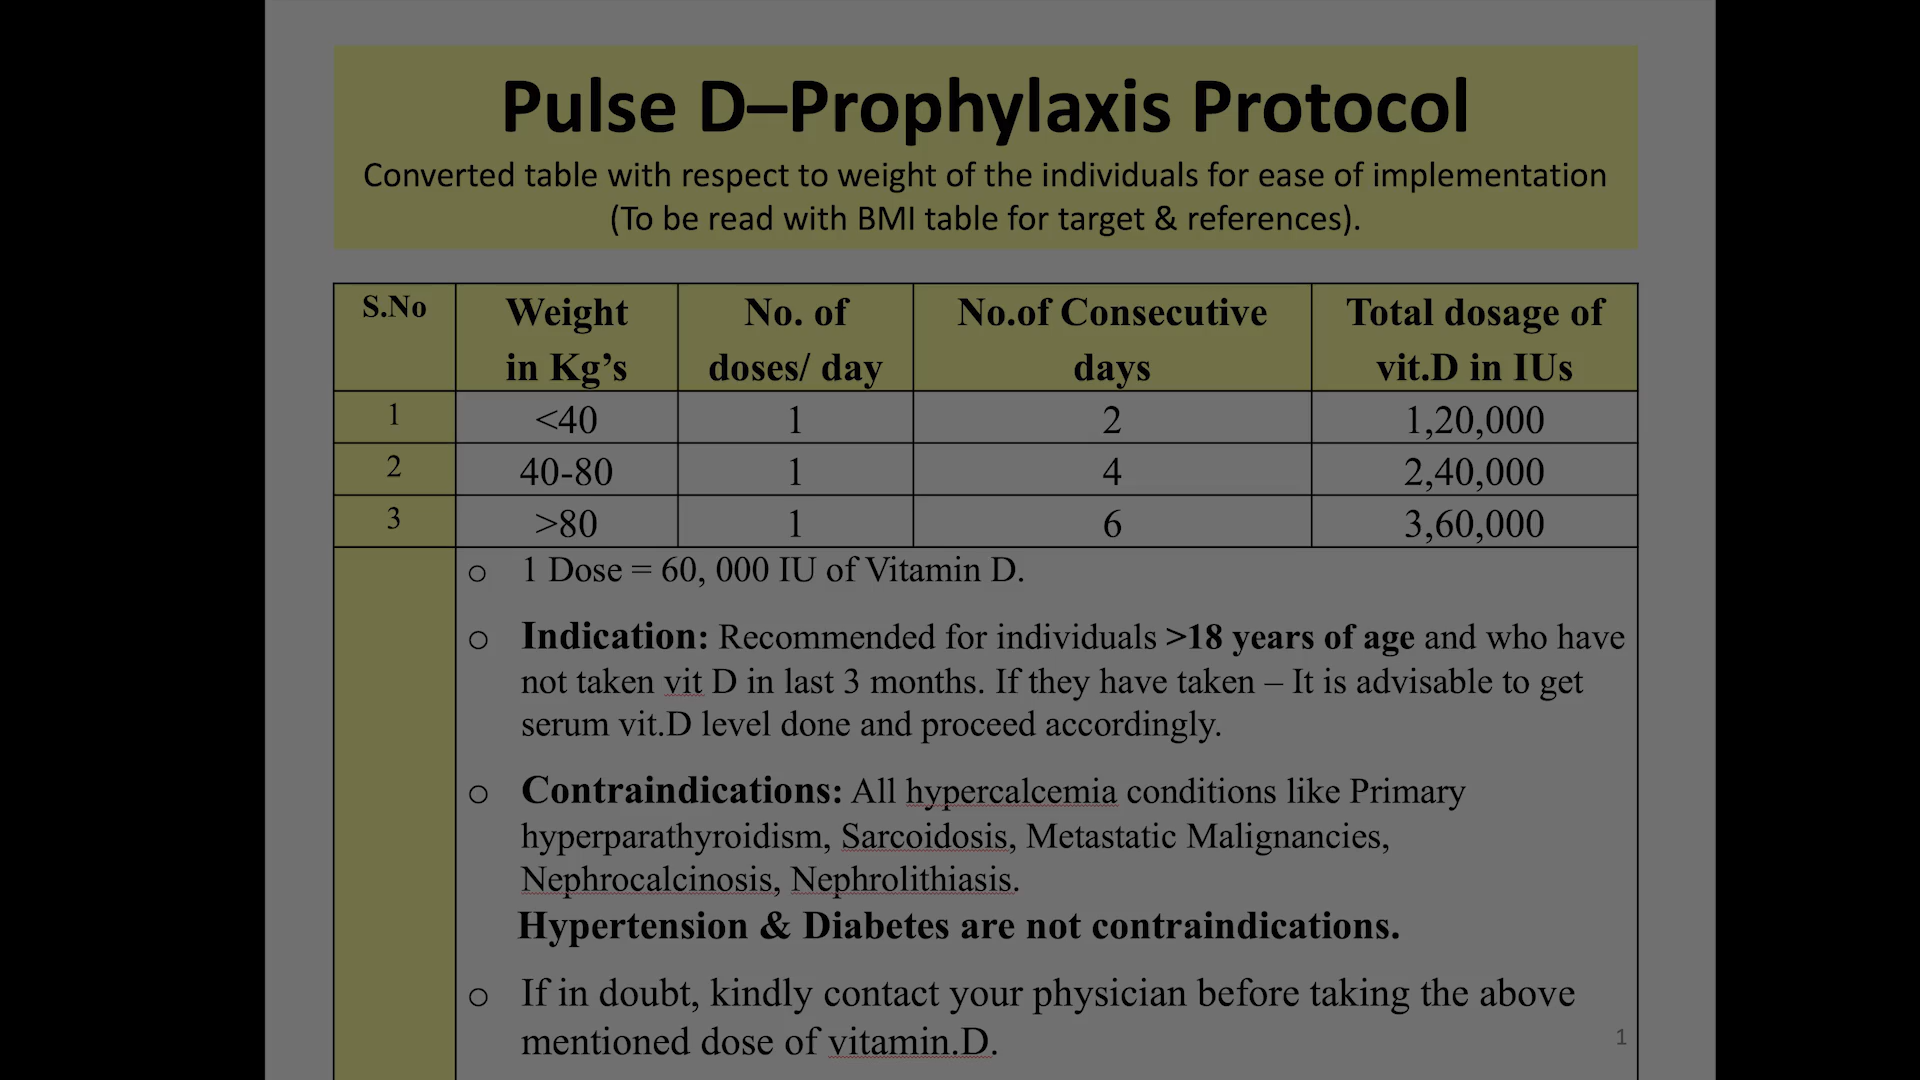 Pulse D–Prophylaxis Protocol
Converted table with respect to weight of the individuals for ease of implementation
(To be read with BMI table for target & references).
S.No Weight in Kg’s No. of doses/ day No.of Consecutive days Total dosage of vit.D in IUs
1 <40 1 2 1,20,000
2 40-80 1 4 2,40,000
3 >80 1 6 3,60,000
o 1 Dose = 60, 000 IU of Vitamin D.
o Indication: Recommended for individuals >18 years of age and who have
not taken vit D in last 3 months. If they have taken – It is advisable to get
serum vit.D level done and proceed accordingly.
o Contraindications: All hypercalcemia conditions like Primary
hyperparathyroidism, Sarcoidosis, Metastatic Malignancies,
Nephrocalcinosis, Nephrolithiasis.
Hypertension & Diabetes are not contraindications.
o If in doubt, kindly contact your physician before taking the above
mentioned dose of vitamin.D.
1